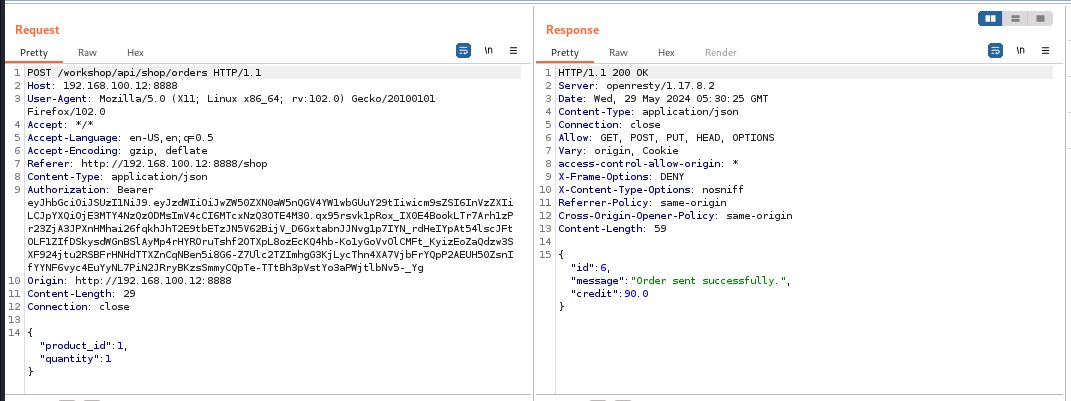 Request
Pretty Raw Hex
\n
1 POST /workshop/api/shop/orders HTTP/1.1
2 Host: 192.168.100.12:8888
3 User-Agent: Mozilla/5.0 (X11; Linux x86_64; rv:102.0) Gecko/20100101
Firefox/102.0
4 Accept: */*
5 Accept-Language: en-US,en;q=0.5
6 Accept-Encoding: gzip, deflate
7 Referer: http://192.168.100.12:8888/shop
8 Content-Type: application/json
9 Authorization: Bearer
10 Origin: http://192.168.100.12:8888
11 Content-Length: 29
12 Connection: close
13
14 {
"product_id":1,
"quantity":1
}
Response
Pretty Raw Hex Render
\n
1 HTTP/1.1 200 OK
2 Server: openresty/1.17.8.2
3 Date: Wed, 29 May 2024 05:30:25 GMT
4 Content-Type: application/json
5 Connection: close
6 Allow: GET, POST, PUT, HEAD, OPTIONS
7 Vary: origin, Cookie
8 access-control-allow-origin: *
9 X-Frame-Options: DENY
10 X-Content-Type-Options: nosniff
11 Referrer-Policy: same-origin
12 Cross-Origin-Opener-Policy: same-origin
13 Content-Length: 59
14
15 {
"id":6,
"message":"Order sent successfully.",
"credit":90.0
}